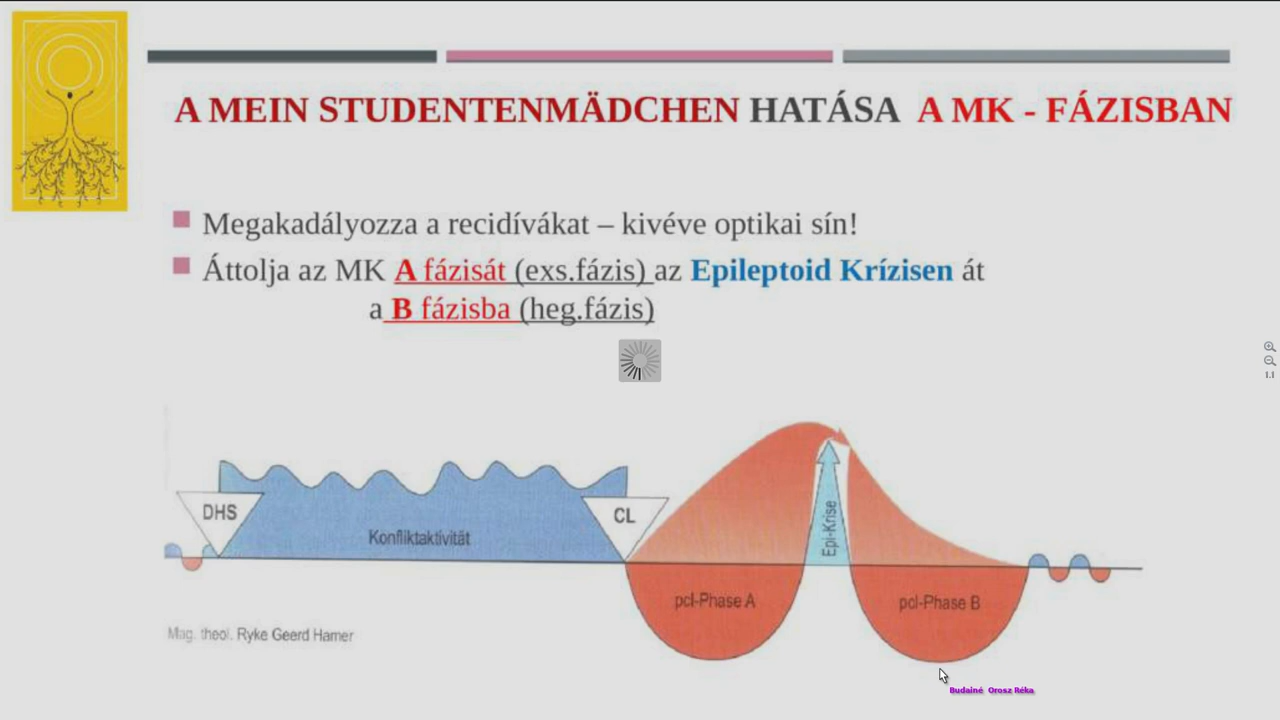 A MEIN STUDENTENMÄDCHEN HATÁSA A MK - FÁZISBAN
Megakadályozza a recidívákat – kivéve optikai sín!
Áttolja az MK A fázisát (exs.fázis) az Epileptoid Krízisen át
a B fázisba (heg.fázis)
DHS
Konfliktaktivität
CL
Epi-Krise
pcl-Phase A
pcl-Phase B
Mag. theol. Ryke Geerd Hamer
Budainé Orosz Réka
1:1